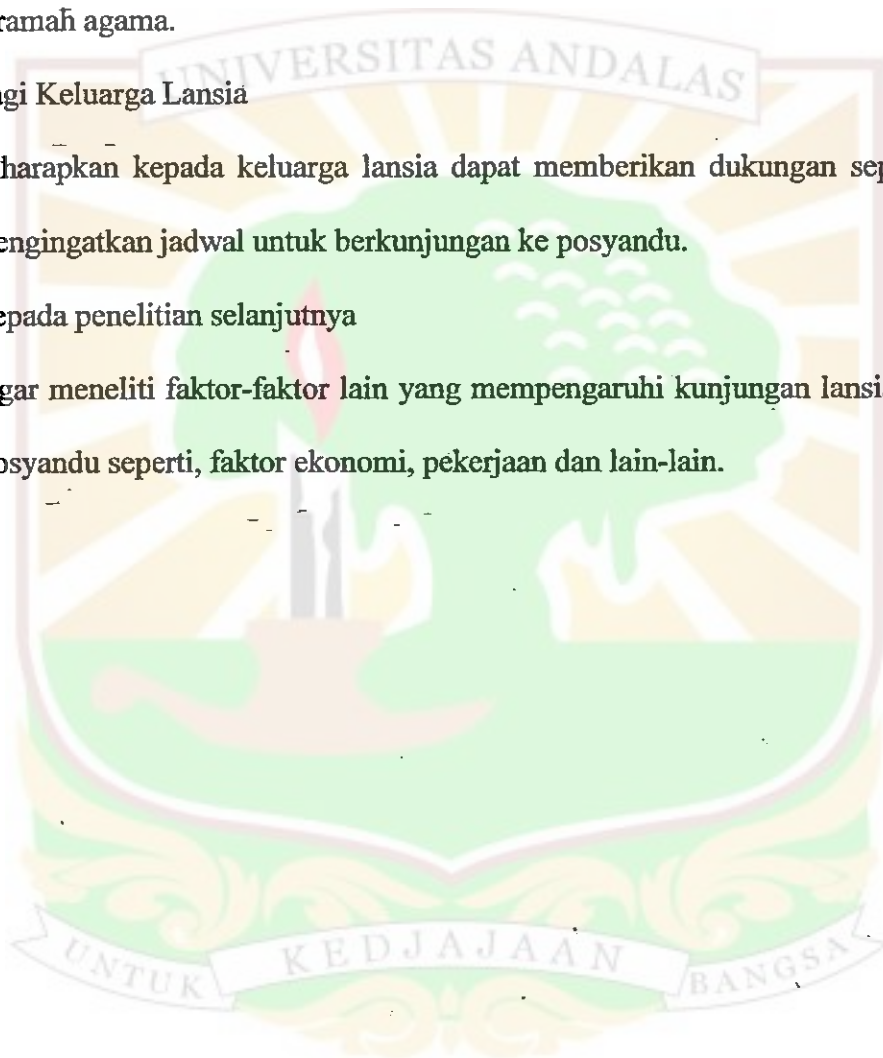 ramah agama.
UNIVERSITAS ANDALAS
agi Keluarga Lansia
harapkan kepada keluarga lansia dapat memberikan dukungan sep
engingatkan jadwal untuk berkunjungan ke posyandu.
epada penelitian selanjutnya
gar meneliti faktor-faktor lain yang mempengaruhi kunjungan lansi
osyandu seperti, faktor ekonomi, pekerjaan dan lain-lain.
UNTUK KEDJAJAAN BANGSA